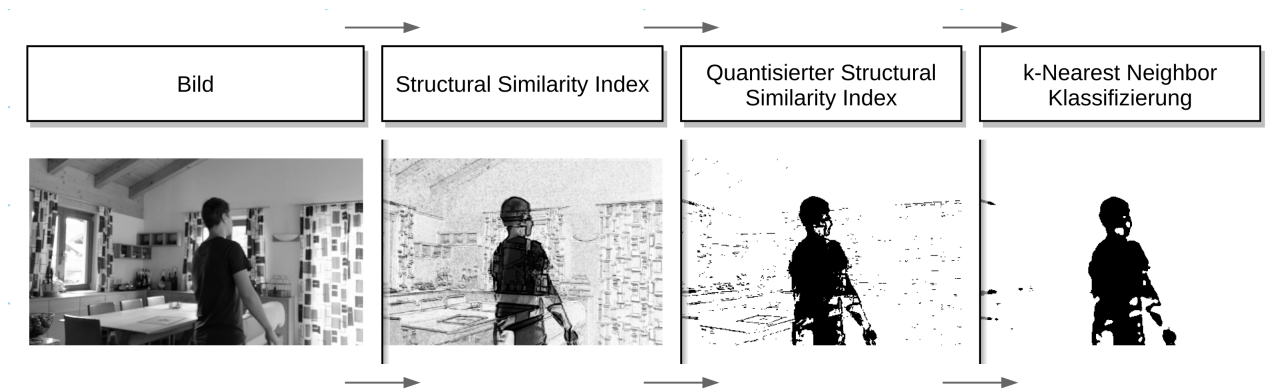 Bild
Structural Similarity Index
Quantisierter Structural
Similarity Index
k-Nearest Neighbor
Klassifizierung